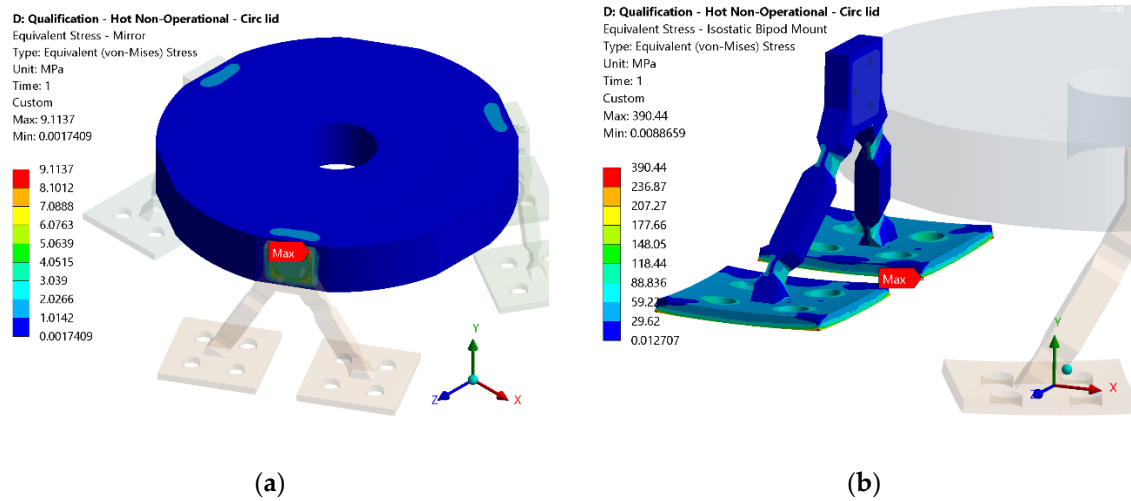 D: Qualification - Hot Non-Operational - Circ lid
Equivalent Stress - Mirror
Type: Equivalent (von-Mises) Stress
Unit: MPa
Time: 1
Custom
Max: 9.1137
Min: 0.0017409
9.1137
8.1012
7.0888
6.0763
5.0639
4.0515
3.039
2.0266
1.0142
0.0017409
Max
Y
Z
X
(a)
D: Qualification - Hot Non-Operational - Circ lid
Equivalent Stress - Isostatic Bipod Mount
Type: Equivalent (von-Mises) Stress
Unit: MPa
Time: 1
Custom
Max: 390.44
Min: 0.0088659
390.44
236.87
207.27
177.66
148.05
118.44
88.836
29.62
0.012707
Max
Y
Z
X
(b)